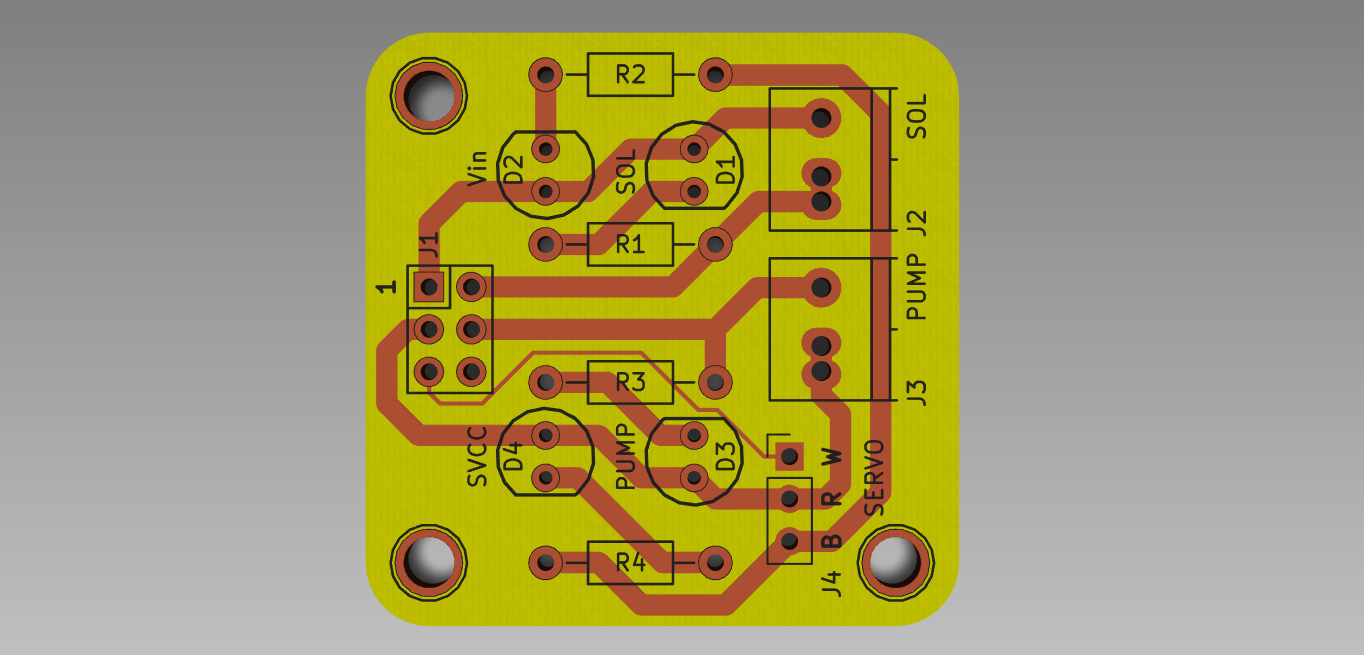 R2
SOL
Vin
D2
SOL
D1
J1
R1
J2
1
PUMP
R3
J3
SVCC
D4
PUMP
D3
W
R
SERVO
B
R4
J4